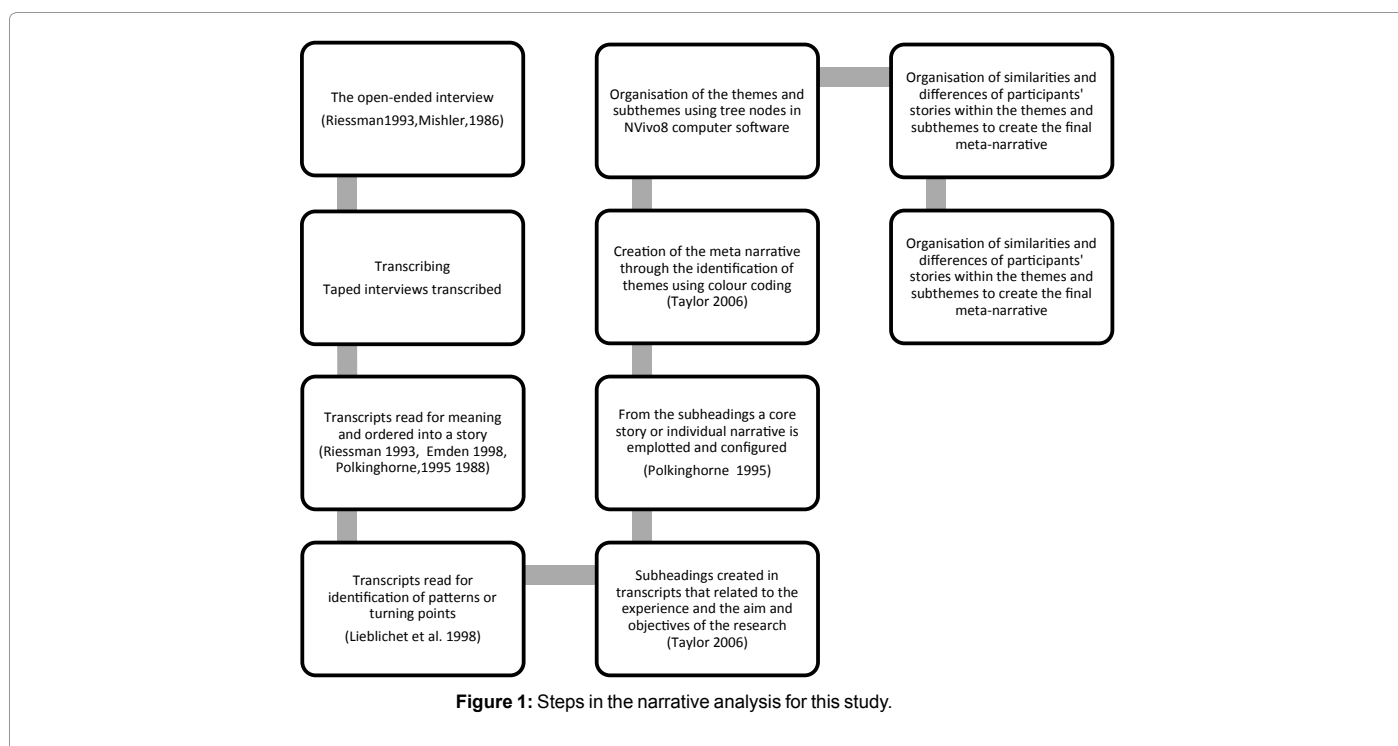 The open-ended interview
(Riessman1993,Mishler,1986)
Transcribing
Taped interviews transcribed
Transcripts read for meaning
and ordered into a story
(Riessman 1993, Emden 1998,
Polkinghorne,1995 1988)
Transcripts read for
identification of patterns or
turning points
(Lieblichet et al. 1998)
Subheadings created in
transcripts that related to the
experience and the aim and
objectives of the research
(Taylor 2006)
From the subheadings a core
story or individual narrative is
emplotted and configured
(Polkinghorne 1995)
Creation of the meta narrative
through the identification of
themes using colour coding
(Taylor 2006)
Organisation of the themes and
subthemes using tree nodes in
NVivo8 computer software
Organisation of similarities and
differences of participants'
stories within the themes and
subthemes to create the final
meta-narrative
Organisation of similarities and
differences of participants'
stories within the themes and
subthemes to create the final
meta-narrative
Figure 1: Steps in the narrative analysis for this study.